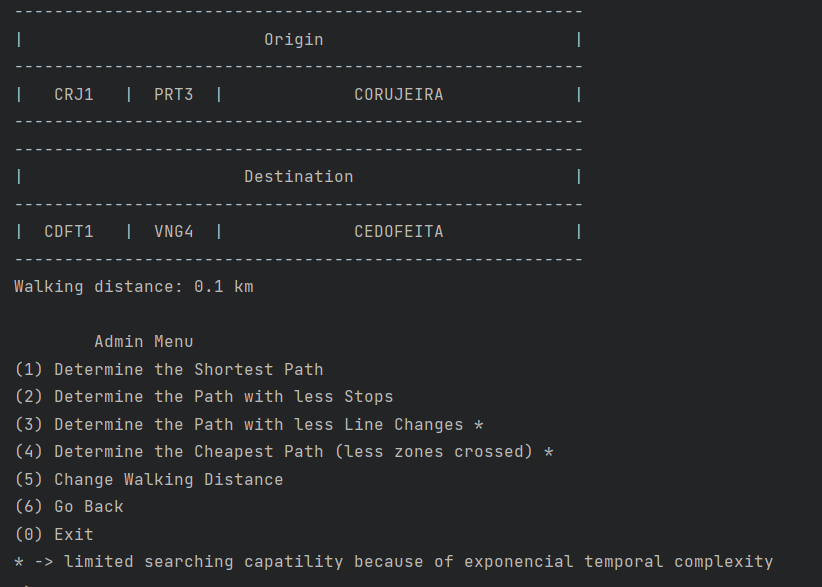 ------------------------------------------------------------
| Origin |
------------------------------------------------------------
| CRJ1 | PRT3 | CORUJEIRA |
------------------------------------------------------------
------------------------------------------------------------
| Destination |
------------------------------------------------------------
| CDFT1 | VNG4 | CEDOFEITA |
------------------------------------------------------------
Walking distance: 0.1 km
Admin Menu
(1) Determine the Shortest Path
(2) Determine the Path with less Stops
(3) Determine the Path with less Line Changes *
(4) Determine the Cheapest Path (less zones crossed) *
(5) Change Walking Distance
(6) Go Back
(0) Exit
* -> limited searching capatility because of exponencial temporal complexity